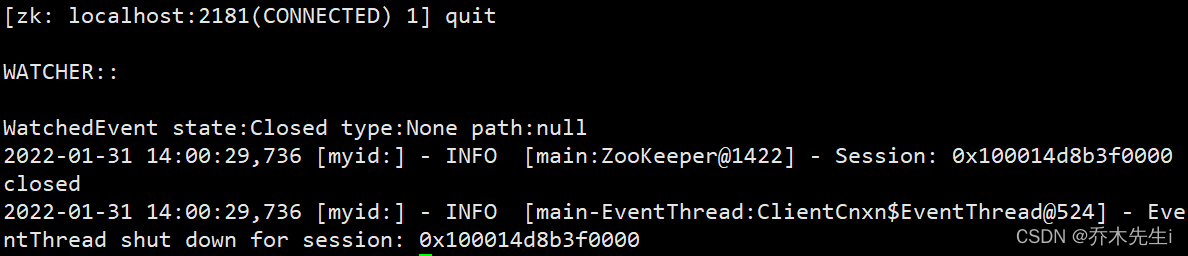 [zk: localhost:2181(CONNECTED) 1] quit
WATCHER::
WatchedEvent state:Closed type:None path:null
2022-01-31 14:00:29,736 [myid:] - INFO  [main:ZooKeeper@1422] - Session: 0x100014d8b3f0000
closed
2022-01-31 14:00:29,736 [myid:] - INFO  [main-EventThread:ClientCnxn$EventThread@524] - Eve
ntThread shut down for session: 0x100014d8b3f0000
CSDN @乔木先生i